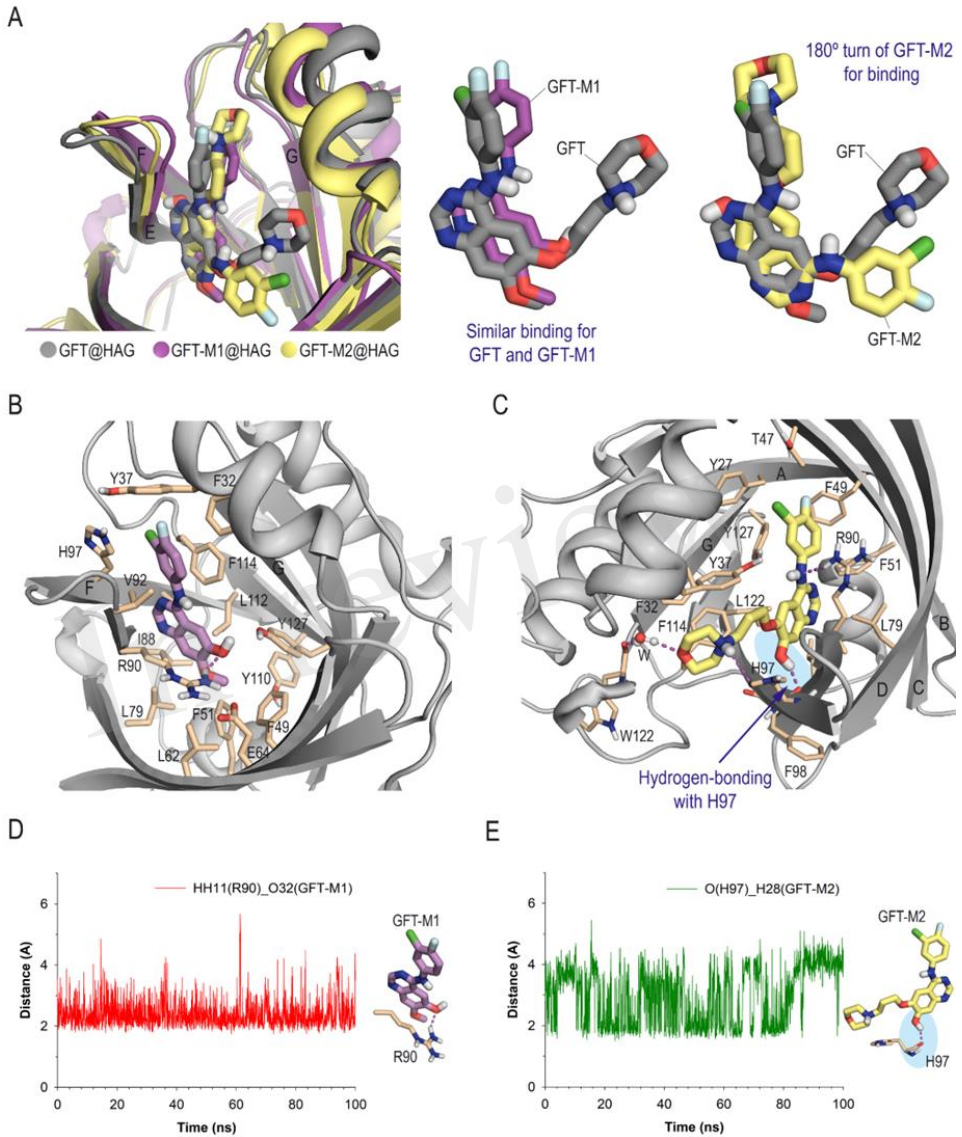 A
F
E
G
GFT@HAG GFT-M1@HAG GFT-M2@HAG
GFT-M1
GFT
Similar binding for
GFT and GFT-M1
180º turn of GFT-M2
for binding
GFT
GFT-M2
B
Y37
F32
H97
F114
G
F
V92
L112
I88
Y127
R90
Y110
L79
F51
F49
L62
E64
C
T47
Y27
A
F49
Y127
R90
G
Y37
F51
F32
L122
F114
L79
B
W
H97
D
C
W122
F98
Hydrogen-bonding
with H97
D
HH11(R90)_O32(GFT-M1)
Distance (A)
6
4
2
0
0 20 40 60 80 100
Time (ns)
GFT-M1
R90
E
O(H97)_H28(GFT-M2)
Distance (A)
6
4
2
0
0 20 40 60 80 100
Time (ns)
GFT-M2
H97